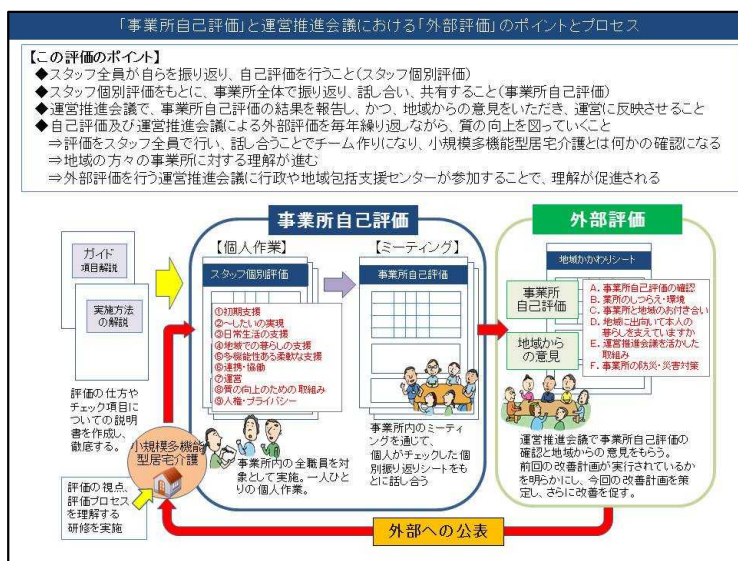 「事業所自己評価」と運営推進会議における「外部評価」のポイントとプロセス
【この評価のポイント】
◆スタッフ全員が自らを振り返り、自己評価を行うこと(スタッフ個別評価)
◆スタッフ個別評価をもとに、事業所全体で振り返り、話し合い、共有すること(事業所自己評価)
◆運営推進会議で、事業所自己評価の結果を報告し、かつ、地域からの意見をいただき、運営に反映させること
◆自己評価及び運営推進会議による外部評価を毎年繰り返しながら、質の向上を図っていくこと
⇒評価をスタッフ全員で行い、話し合うことでチーム作りになり、小規模多機能型居宅介護とは何かの確認になる
⇒地域の方々の事業所に対する理解が進む
⇒外部評価を行う運営推進会議に行政や地域包括支援センターが参加することで、理解が促進される
ガイド
項目解説
実施方法
の解説
評価の仕方や
チェック項目に
ついての説明
書を作成し、
徹底する。
小規模多機能
型居宅介護
評価の視点、
評価プロセス
を理解する
研修を実施
事業所自己評価
【個人作業】
スタッフ個別評価
①初期支援
②~したいの実現
③日常生活の支援
④地域での暮らしの支援
⑤多機能性ある柔軟な支援
⑥連携・協働
⑦運営
⑧質の向上のための取組み
⑨人権・プライバシー
事業所内の全職員を対
象として実施。一人ひと
りの個人作業。
【ミーティング】
事業所自己評価
事業所内のミーティ
ングを通じて、
個人がチェックした個
別振り返りシートをも
とに話し合う
外部評価
地域かかわりシート
事業所
自己評価
地域から
の意見
A. 事業所自己評価の確認
B. 業所のしつらえ・環境
C. 事業所と地域のお付き合い
D. 地域に出向いて本人の
暮らしを支えていますか
E. 運営推進会議を活かした
取組み
F. 事業所の防災・災害対策
運営推進会議で事業所自己評価の
確認と地域からの意見をもらう。
前回の改善計画が実行されているか
を明らかにし、今回の改善計画を策
定し、さらに改善を促す。
外部への公表